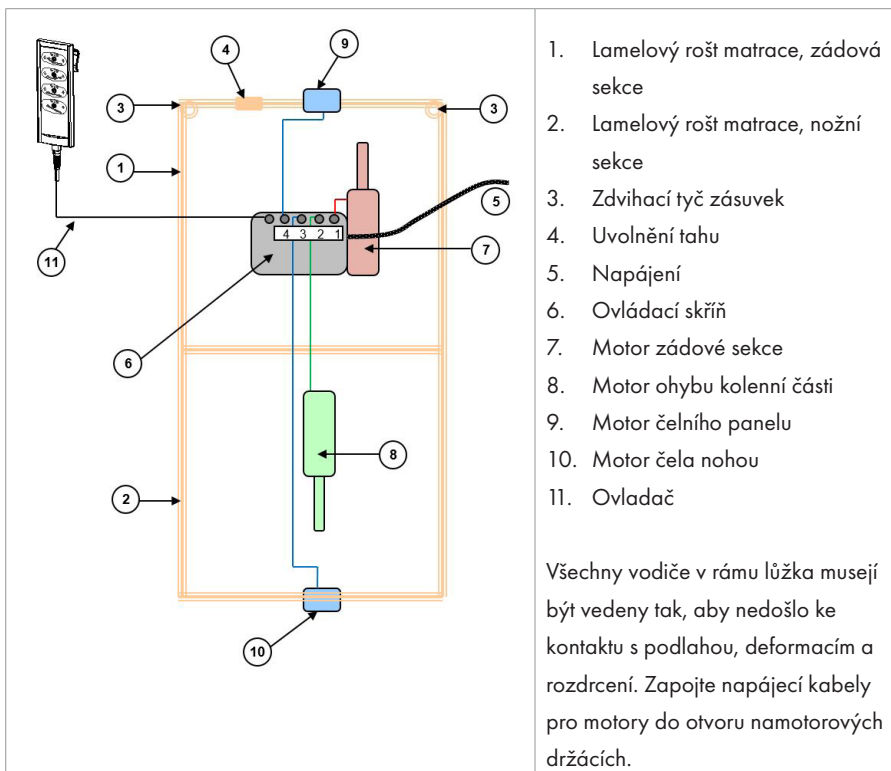 4
9
3
3
1
5
4 3 2 1
7
11
6
8
2
10
1. Lamelový rošt matrace, zádová
sekce
2. Lamelový rošt matrace, nožní
sekce
3. Zdvihací tyč zásuvek
4. Uvolnění tahu
5. Napájení
6. Ovládací skříň
7. Motor zádové sekce
8. Motor ohybu kolenní části
9. Motor čelního panelu
10. Motor čela nohou
11. Ovladač
Všechny vodiče v rámu lůžka musejí
být vedeny tak, aby nedošlo ke
kontaktu s podlahou, deformacím a
rozdrcení. Zapojte napájecí kabely
pro motory do otvoru namotorových
držácích.